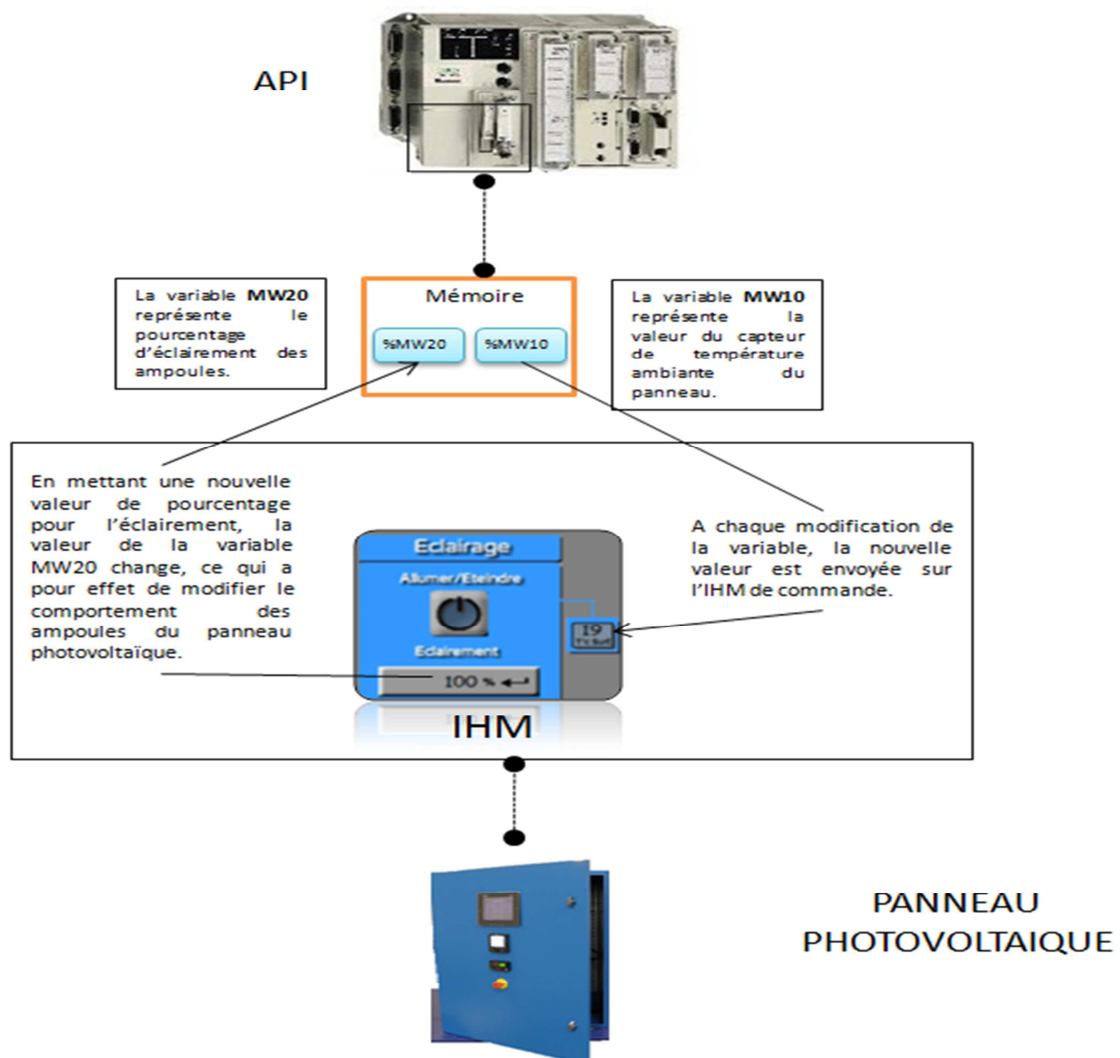 API
La variable MW20
représente le
pourcentage
d'éclairement des
ampoules.
Mémoire
%MW20
%MW10
La variable MW10
représente la
valeur du capteur
de température
ambiante du
panneau.
En mettant une nouvelle
valeur de pourcentage
pour l'éclairement, la
valeur de la variable
MW20 change, ce qui a
pour effet de modifier le
comportement des
ampoules du panneau
photovoltaïque.
Eclairage
Allumer/Eteindre
Eclairement
100 %
19
A chaque modification de
la variable, la nouvelle
valeur est envoyée sur
l'IHM de commande.
IHM
PANNEAU
PHOTOVOLTAIQUE